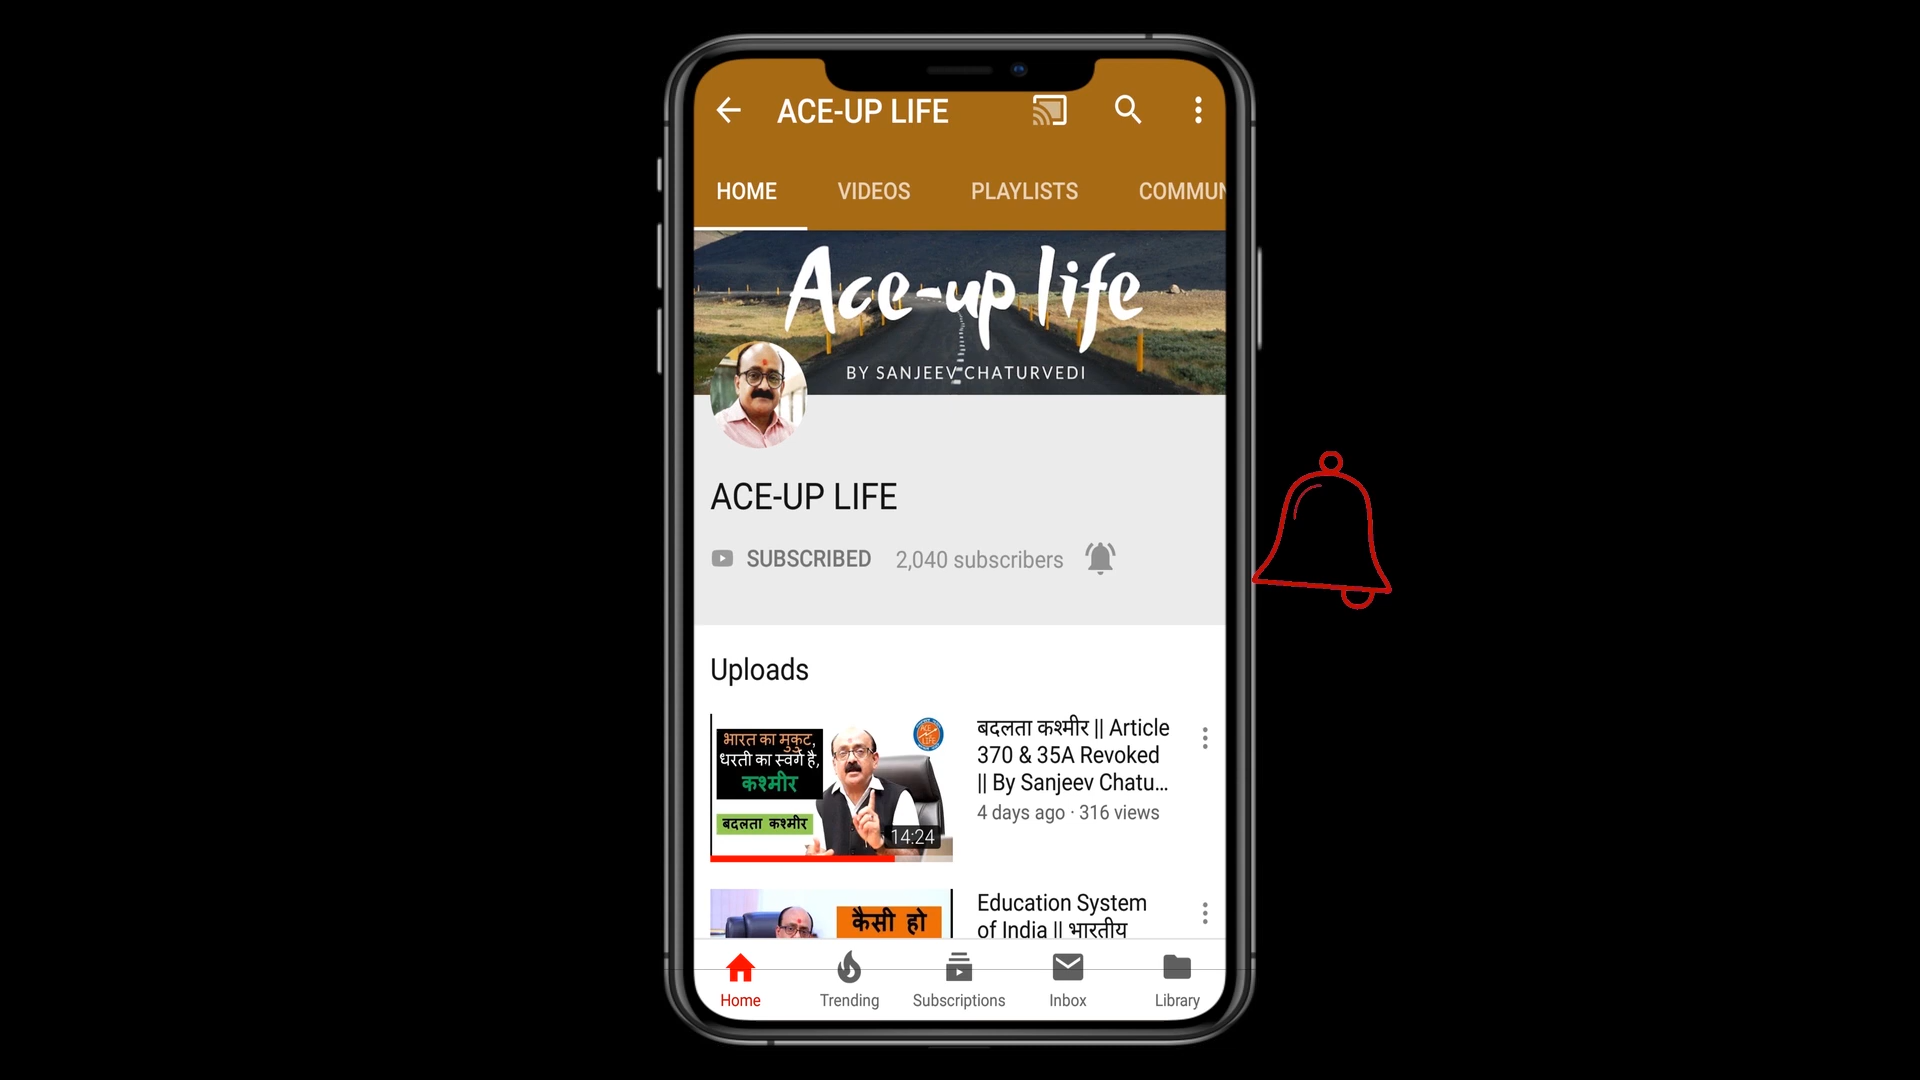 ACE-UP LIFE
HOME VIDEOS PLAYLISTS COMMUN
Ace-up life
BY SANJEEV CHATURVEDI
ACE-UP LIFE
SUBSCRIBED 2,040 subscribers
Uploads
भारत का मुकुट,
धरती का स्वर्ग है,
कश्मीर
बदलता कश्मीर
ACE
LIFE
14:24
बदलता कश्मीर || Article
370 & 35A Revoked
|| By Sanjeev Chatu...
4 days ago · 316 views
कैसी हो
Education System
of India || भारतीय
Home Trending Subscriptions Inbox Library